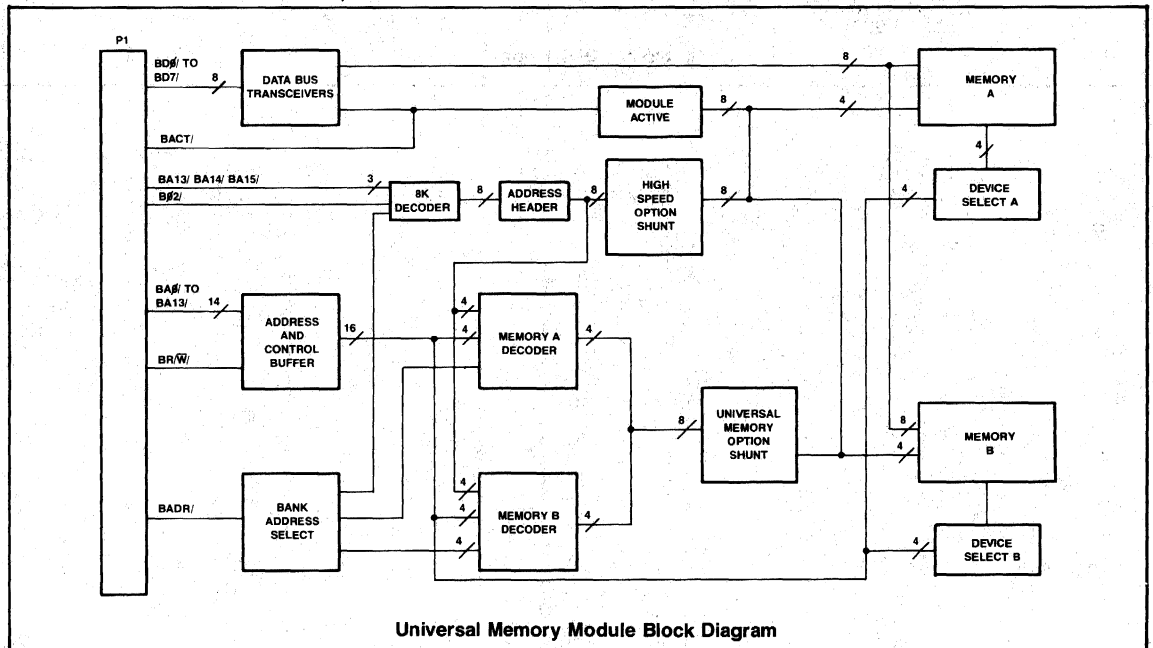 P1
BDØ/ TO
BD7/
8
DATA BUS
TRANSCEIVERS
8
MEMORY
A
MODULE
ACTIVE
8
4
BACT/
4
BA13/ BA14/ BA15/
3
BØ2/
8K
DECODER
8
ADDRESS
HEADER
8
HIGH
SPEED
OPTION
SHUNT
8
4
DEVICE
SELECT A
BAØ/ TO
BA13/
14
ADDRESS
AND
CONTROL
BUFFER
16
4
4
MEMORY A
DECODER
4
BR/W̅/
UNIVERSAL
MEMORY
OPTION
SHUNT
8
8
4
MEMORY
B
BADR/
BANK
ADDRESS
SELECT
4
4
4
MEMORY B
DECODER
4
4
DEVICE
SELECT B
Universal Memory Module Block Diagram